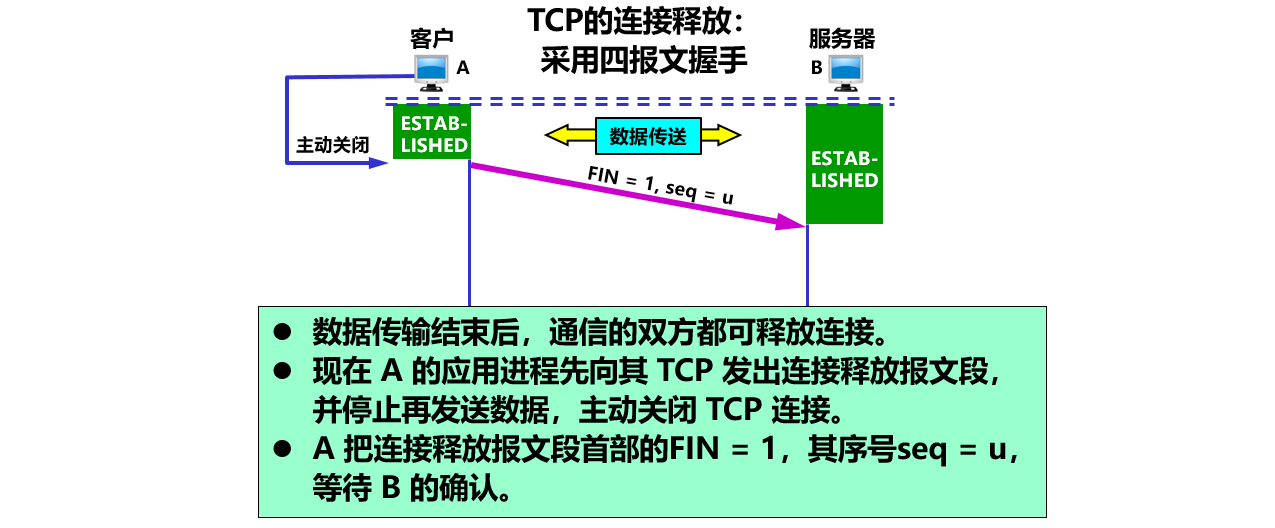 TCP的连接释放：
采用四报文握手
客户
服务器
A
B
ESTAB-
LISHED
数据传送
主动关闭
ESTAB-
LISHED
FIN = 1, seq = u
● 数据传输结束后，通信的双方都可释放连接。
● 现在 A 的应用进程先向其 TCP 发出连接释放报文段，
并停止再发送数据，主动关闭 TCP 连接。
● A 把连接释放报文段首部的FIN = 1，其序号seq = u，
等待 B 的确认。